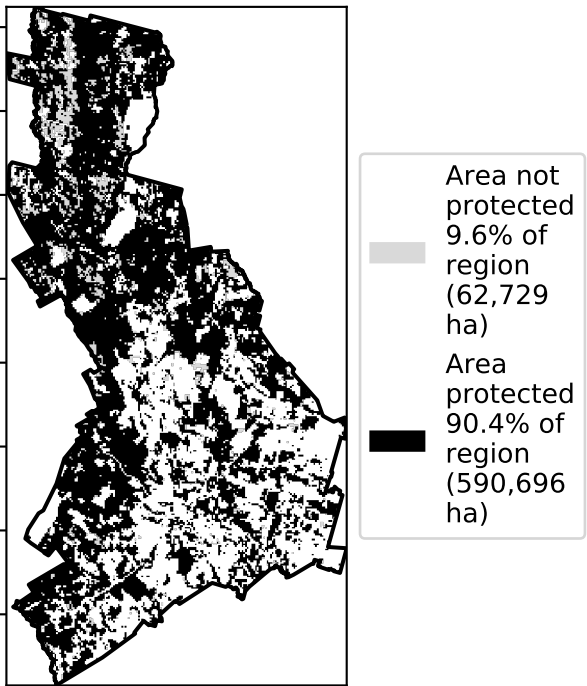 Area not
protected
9.6% of
region
(62,729
ha)
Area
protected
90.4% of
region
(590,696
ha)